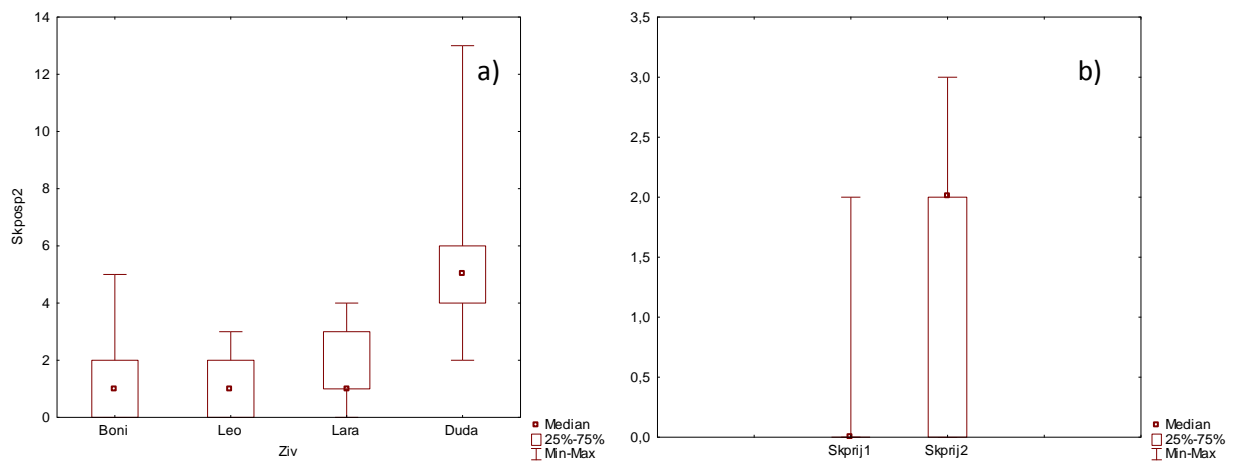 14
12
10
8
6
4
2
0
Skposp2
a)
Boni Leo Lara Duda
Ziv
Median
25%-75%
Min-Max
3,5
3,0
2,5
2,0
1,5
1,0
0,5
0,0
b)
Skprij1 Skprij2
Median
25%-75%
Min-Max